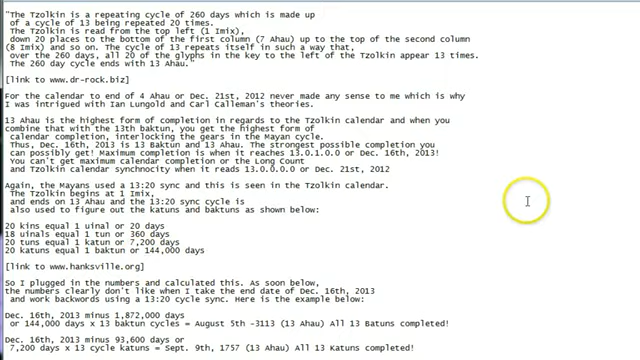 "The Tzolkin is a repeating cycle of 260 days which is made up
of a cycle of 13 being repeated 20 times.
The Tzolkin is read from the top left (1 Imix),
down 20 places to the bottom of the first column (7 Ahau) up to the top of the second column
(8 Imix) and so on. The cycle of 13 repeats itself in such a way that,
over the 260 days, all 20 of the glyphs in the key to the left of the Tzolkin appear 13 times.
The 260 day cycle ends with 13 Ahau."
[link to www.dr-rock.biz]
For the calendar to end of 4 Ahau or Dec. 21st, 2012 never made any sense to me which is why
I was intrigued with Ian Lungold and Carl Calleman's theories.
13 Ahau is the highest form of completion in regards to the Tzolkin calendar and when you
combine that with the 13th baktun, you get the highest form of
calendar completion, interlocking the gears in the Mayan cycle.
Thus, Dec. 16th, 2013 is 13 Baktun and 13 Ahau. The strongest possible completion you
can possibly get! Maximum completion is when it reaches 13.0.1.0.0 or Dec. 16th, 2013!
You can't get maximum calendar completion or the Long Count
and Tzolkin calendar synchnocity when it reads 13.0.0.0.0 or Dec. 21st, 2012
Again, the Mayans used a 13:20 sync and this is seen in the Tzolkin calendar.
The Tzolkin begins at 1 Imix,
and ends on 13 Ahau and the 13:20 sync cycle is
also used to figure out the katuns and baktuns as shown below:
20 kins equal 1 uinal or 20 days
18 uinals equal 1 tun or 360 days
20 tuns equal 1 katun or 7,200 days
20 katuns equal 1 baktun or 144,000 days
[link to www.hanksville.org]
So I plugged in the numbers and calculated this. As soon below,
the numbers clearly don't like when I take the end date of Dec. 16th, 2013
and work backwords using a 13:20 cycle sync. Here is the example below:
Dec. 16th, 2013 minus 1,872,000 days
or 144,000 days x 13 baktun cycles = August 5th -3113 (13 Ahau) All 13 Batuns completed!
Dec. 16th, 2013 minus 93,600 days or
7,200 days x 13 cycle katuns = Sept. 9th, 1757 (13 Ahau) All 13 Katuns completed!